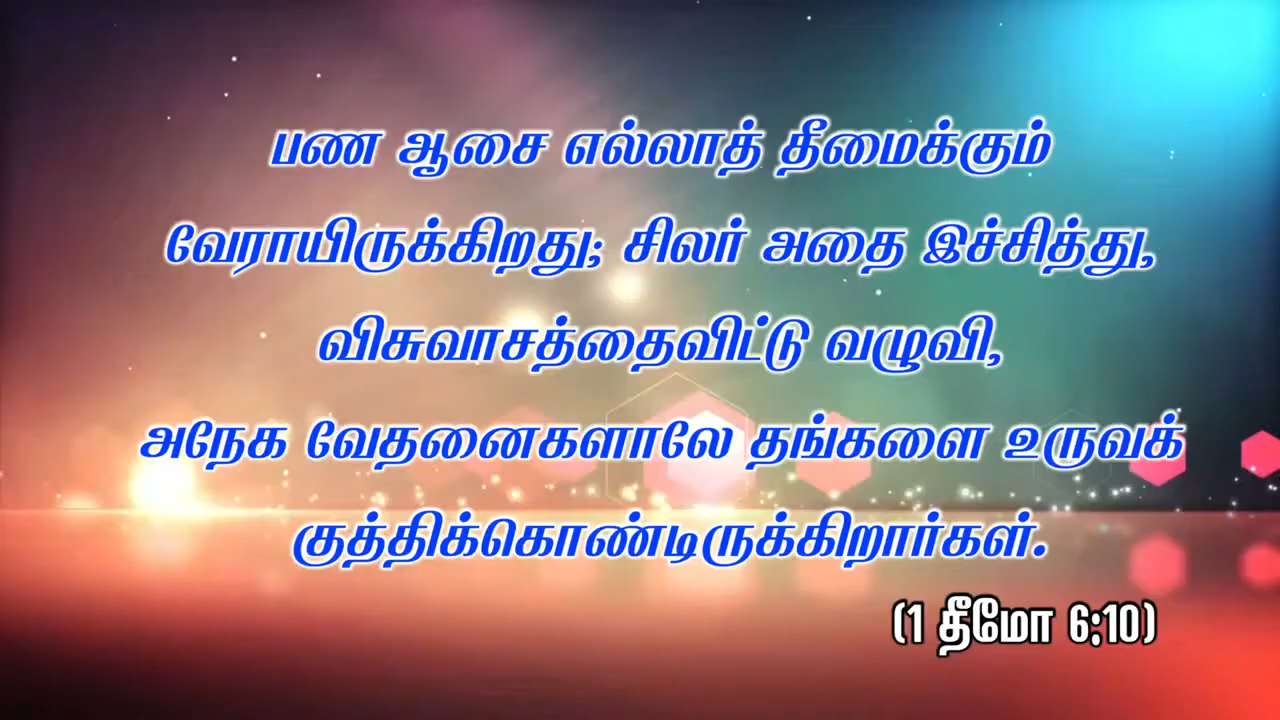 பண ஆசை எல்லாத் தீமைக்கும்
வேராயிருக்கிறது; சிலர் அதை இச்சித்து,
விசுவாசத்தைவிட்டு வழுவி,
அநேக வேதனைகளாலே தங்களை உருவக்
குத்திக்கொண்டிருக்கிறார்கள்.
(1 தீமோ 6:10)